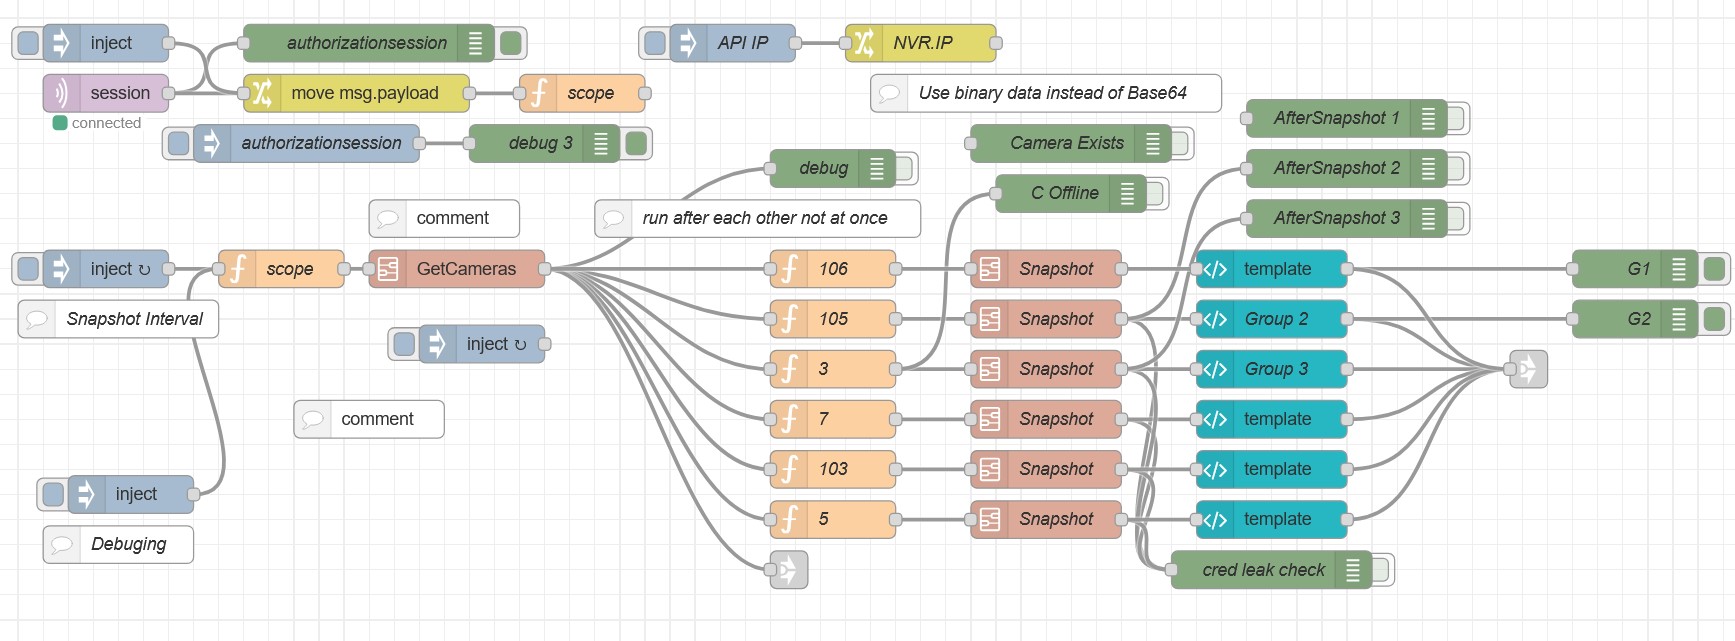 inject
authorizationsession
API IP
NVR.IP
session
move msg.payload
scope
Use binary data instead of Base64
connected
authorizationsession
debug 3
Camera Exists
AfterSnapshot 1
debug
AfterSnapshot 2
C Offline
comment
run after each other not at once
AfterSnapshot 3
inject ↻
scope
GetCameras
106
Snapshot
template
G1
Snapshot Interval
105
Snapshot
Group 2
G2
inject ↻
3
Snapshot
Group 3
comment
7
Snapshot
template
103
Snapshot
template
inject
5
Snapshot
template
Debuging
cred leak check